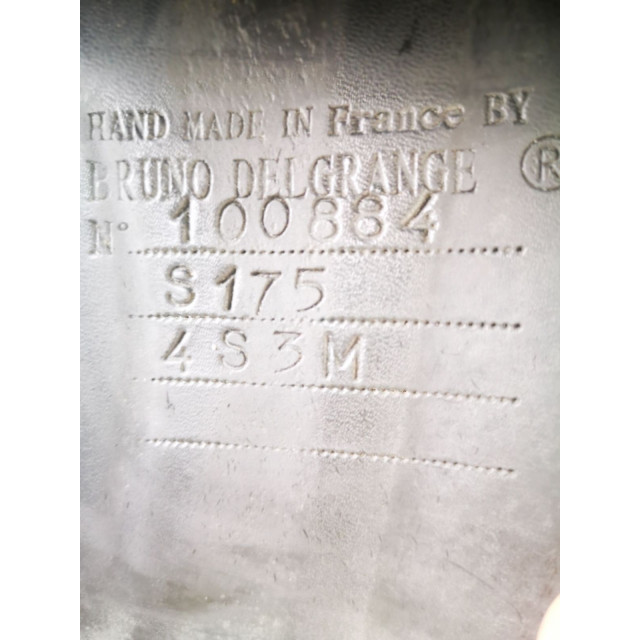 HAND MADE IN France BY
BRUNO DELGRANGE ®
N° 100884
S175
4S3M